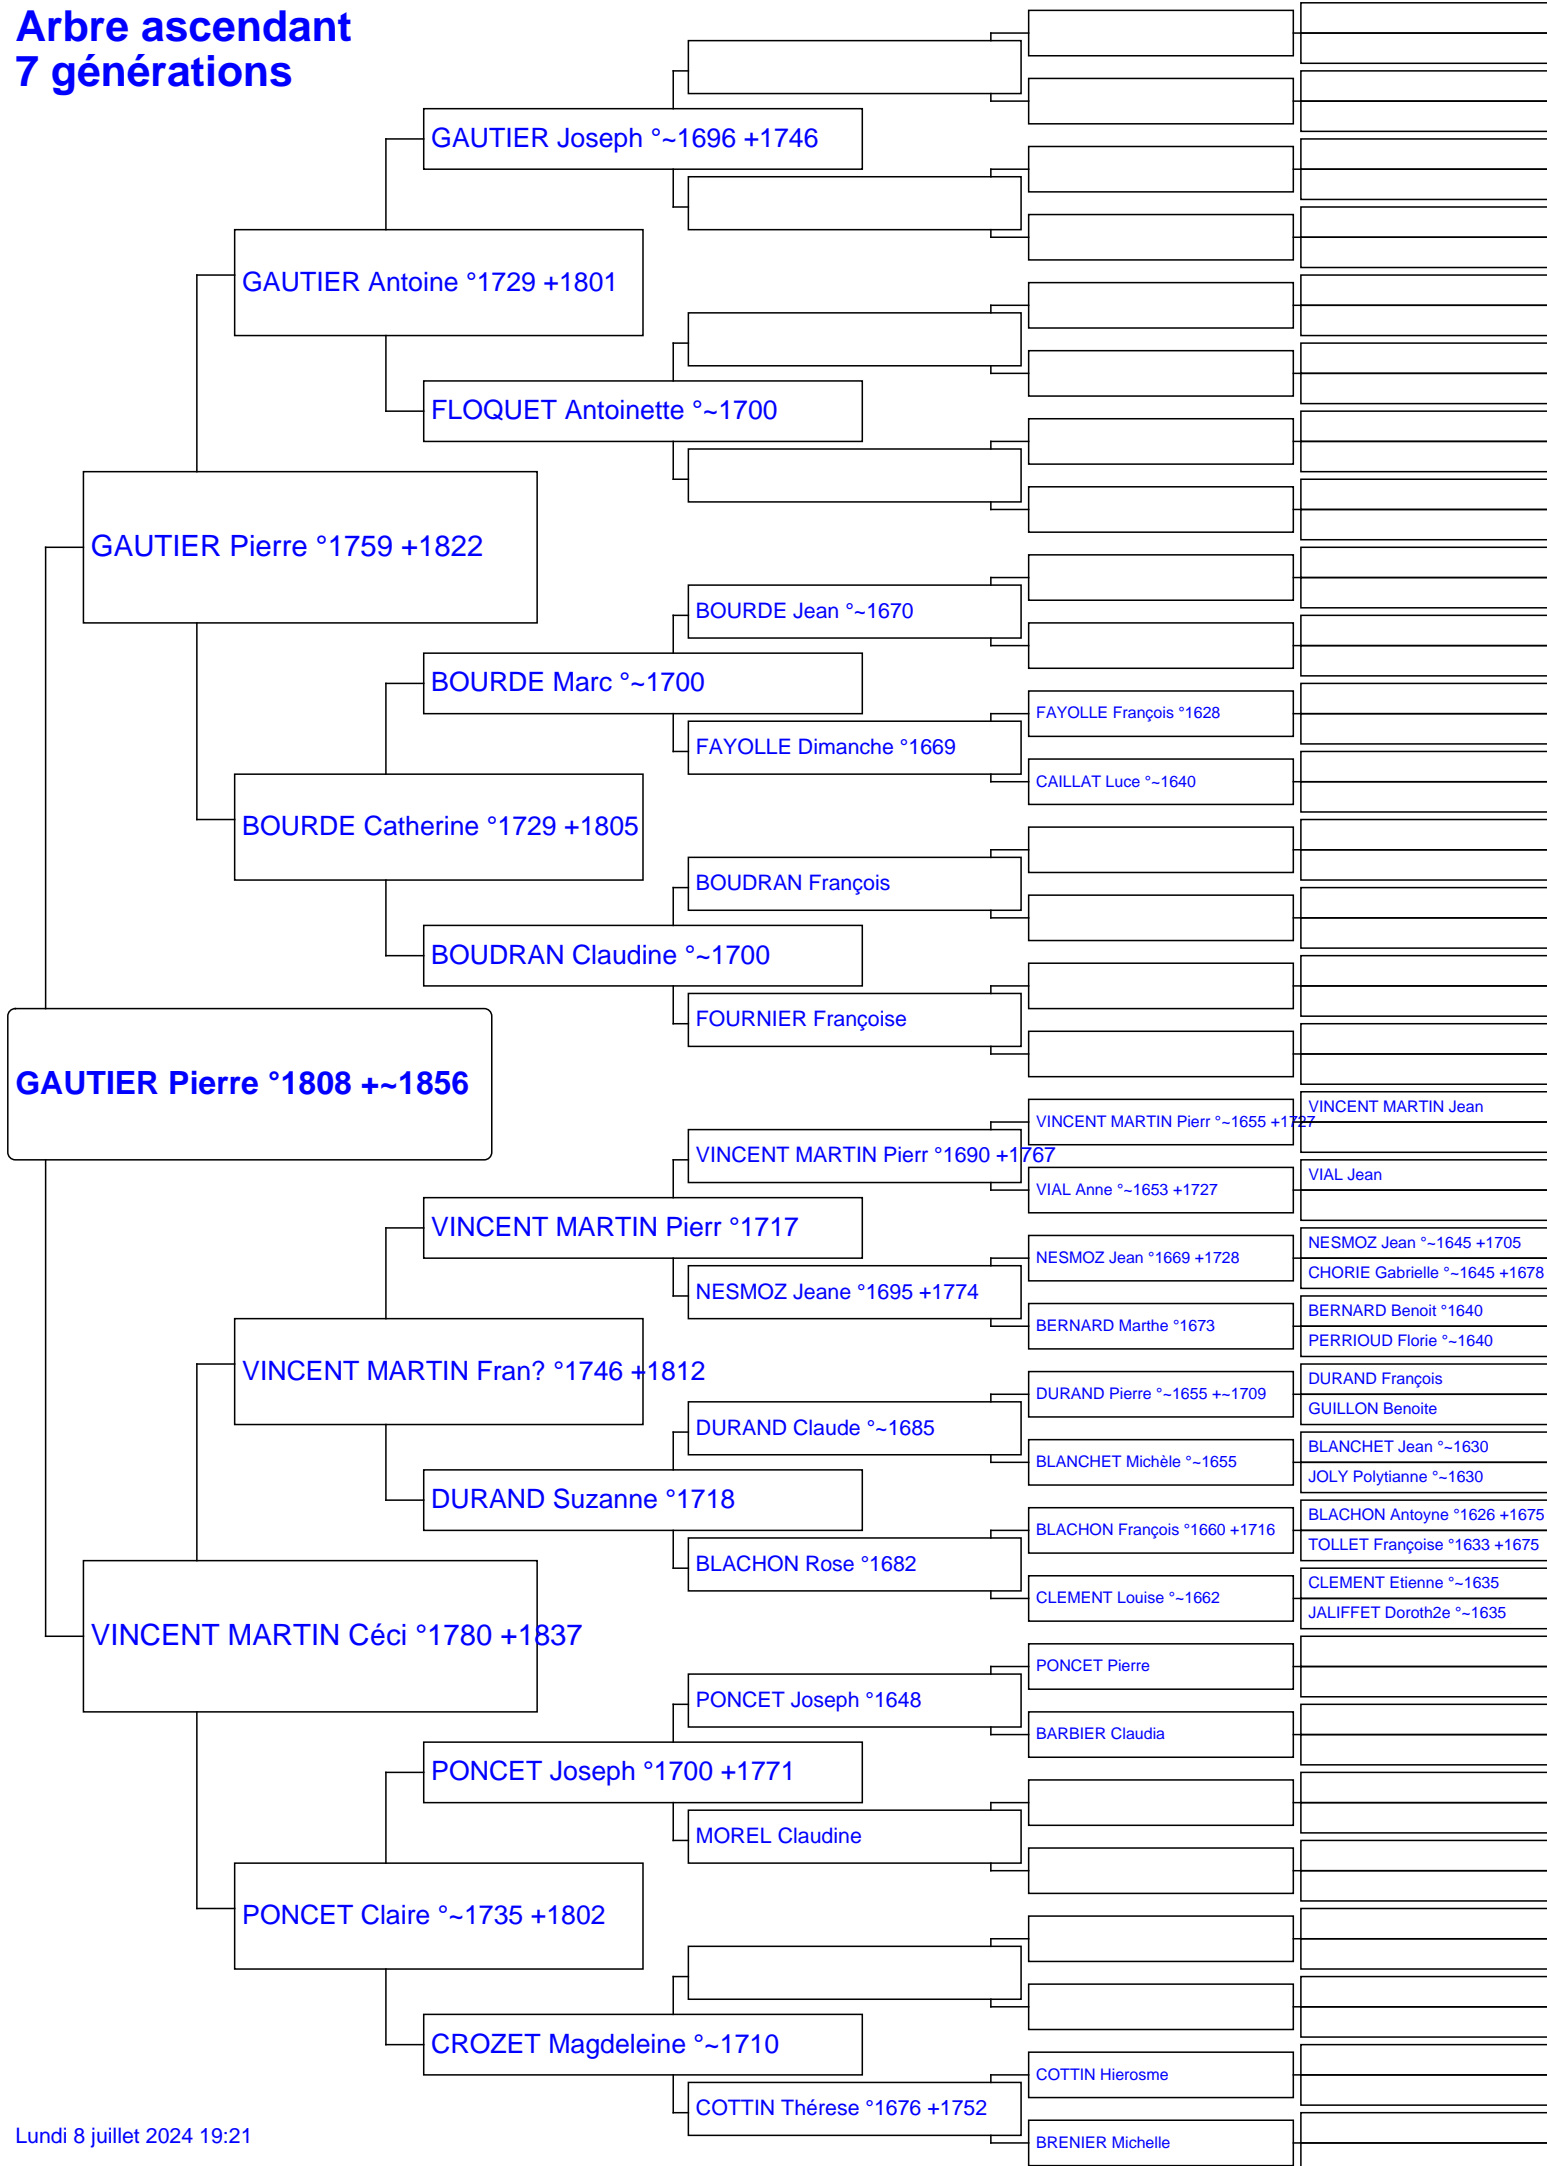 Arbre ascendant
7 générations
GAUTIER Joseph °~1696 +1746
GAUTIER Antoine °1729 +1801
FLOQUET Antoinette °~1700
GAUTIER Pierre °1759 +1822
BOURDE Jean °~1670
BOURDE Marc °~1700
FAYOLLE François °1628
FAYOLLE Dimanche °1669
CAILLAT Luce °~1640
BOURDE Catherine °1729 +1805
BOUDRAN François
BOUDRAN Claudine °~1700
FOURNIER Françoise
GAUTIER Pierre °1808 +~1856
VINCENT MARTIN Jean
VINCENT MARTIN Pierr °~1655 +1727
VINCENT MARTIN Pierr °1690 +1767
VIAL Jean
VIAL Anne °~1653 +1727
VINCENT MARTIN Pierr °1717
NESMOZ Jean °~1645 +1705
NESMOZ Jean °1669 +1728
CHORIE Gabrielle °~1645 +1678
NESMOZ Jeane °1695 +1774
BERNARD Benoit °1640
BERNARD Marthe °1673
PERRIOUD Florie °~1640
VINCENT MARTIN Fran? °1746 +1812
DURAND François
DURAND Pierre °~1655 +~1709
GUILLON Benoite
DURAND Claude °~1685
BLANCHET Jean °~1630
BLANCHET Michèle °~1655
JOLY Polytianne °~1630
DURAND Suzanne °1718
BLACHON Antoyne °1626 +1675
BLACHON François °1660 +1716
TOLLET Françoise °1633 +1675
BLACHON Rose °1682
CLEMENT Etienne °~1635
CLEMENT Louise °~1662
JALIFFET Doroth2e °~1635
VINCENT MARTIN Céci °1780 +1837
PONCET Pierre
PONCET Joseph °1648
BARBIER Claudia
PONCET Joseph °1700 +1771
MOREL Claudine
PONCET Claire °~1735 +1802
CROZET Magdeleine °~1710
COTTIN Hierosme
COTTIN Thérese °1676 +1752
BRENIER Michelle
Lundi 8 juillet 2024 19:21